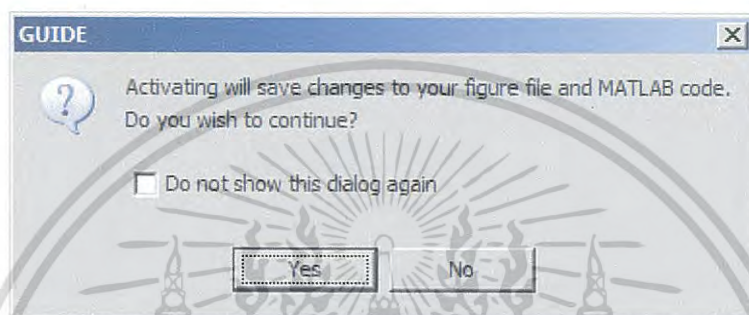 GUIDE
Activating will save changes to your figure file and MATLAB code.
Do you wish to continue?
Do not show this dialog again
Yes
No